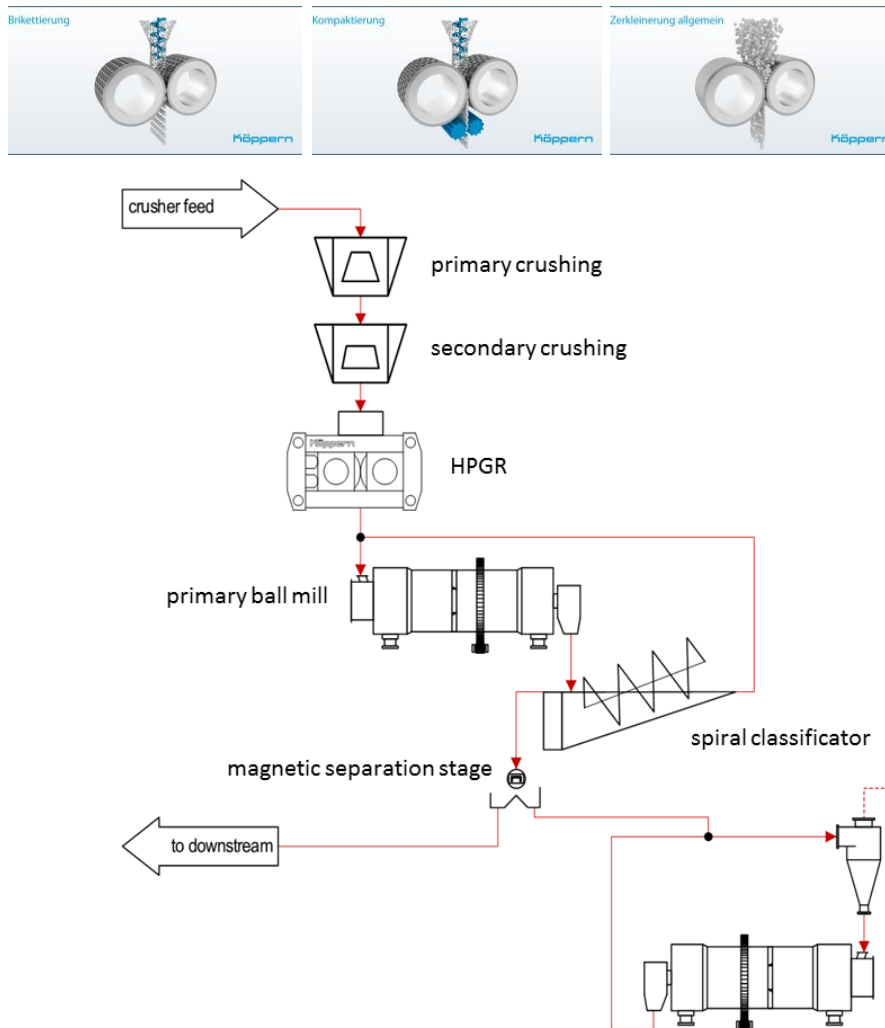 Brikettierung
Köppern
Kompaktierung
Köppern
Zerkleinerung allgemein
Köppern
crusher feed
primary crushing
secondary crushing
Köppern
HPGR
primary ball mill
spiral classificator
magnetic separation stage
to downstream